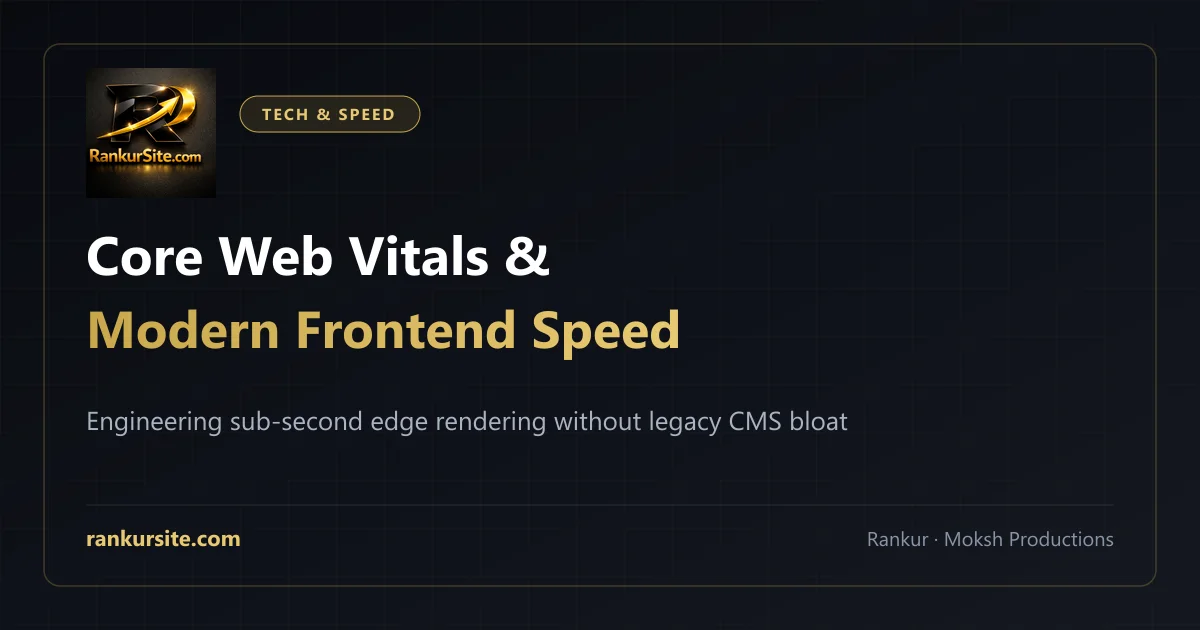 RankurSite.com
TECH & SPEED
Core Web Vitals &
Modern Frontend Speed
Engineering sub-second edge rendering without legacy CMS bloat
rankursite.com
Rankur · Moksh Productions